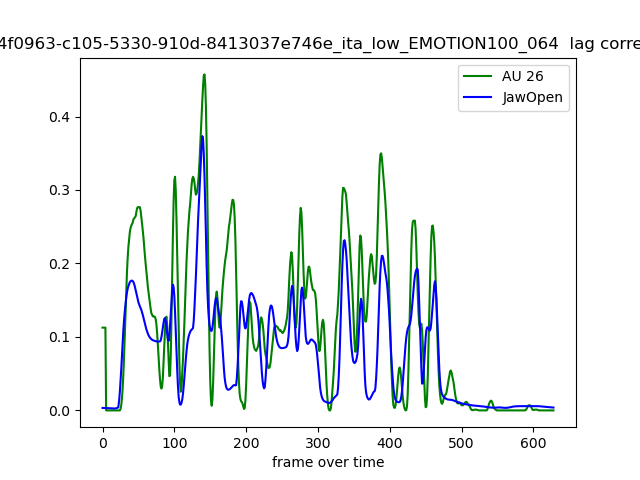 4f0963-c105-5330-910d-8413037e746e_ita_low_EMOTION100_064 lag corre
AU 26
JawOpen
0.4
0.3
0.2
0.1
0.0
0 100 200 300 400 500 600
frame over time